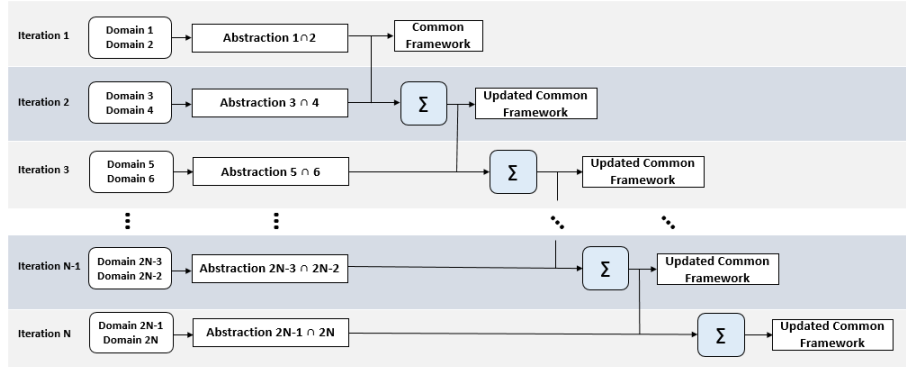 Iteration 1
Domain 1
Domain 2
Abstraction 1∩2
Common
Framework
Iteration 2
Domain 3
Domain 4
Abstraction 3 ∩ 4
Σ
Updated Common
Framework
Iteration 3
Domain 5
Domain 6
Abstraction 5 ∩ 6
Σ
Updated Common
Framework
Iteration N-1
Domain 2N-3
Domain 2N-2
Abstraction 2N-3 ∩ 2N-2
Σ
Updated Common
Framework
Iteration N
Domain 2N-1
Domain 2N
Abstraction 2N-1 ∩ 2N
Σ
Updated Common
Framework